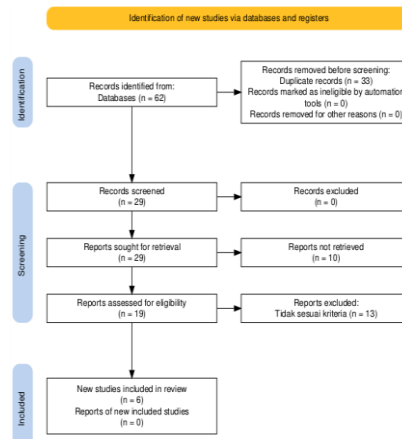 Identification of new studies via databases and registers
Identification
Records identified from:
Databases (n = 62)
Records removed before screening:
Duplicate records (n = 33)
Records marked as ineligible by automation
tools (n = 0)
Records removed for other reasons (n = 0)
Screening
Records screened
(n = 29)
Records excluded
(n = 0)
Reports sought for retrieval
(n = 29)
Reports not retrieved
(n = 10)
Reports assessed for eligibility
(n = 19)
Reports excluded:
Tidak sesuai kriteria (n = 13)
Included
New studies included in review
(n = 6)
Reports of new included studies
(n = 0)